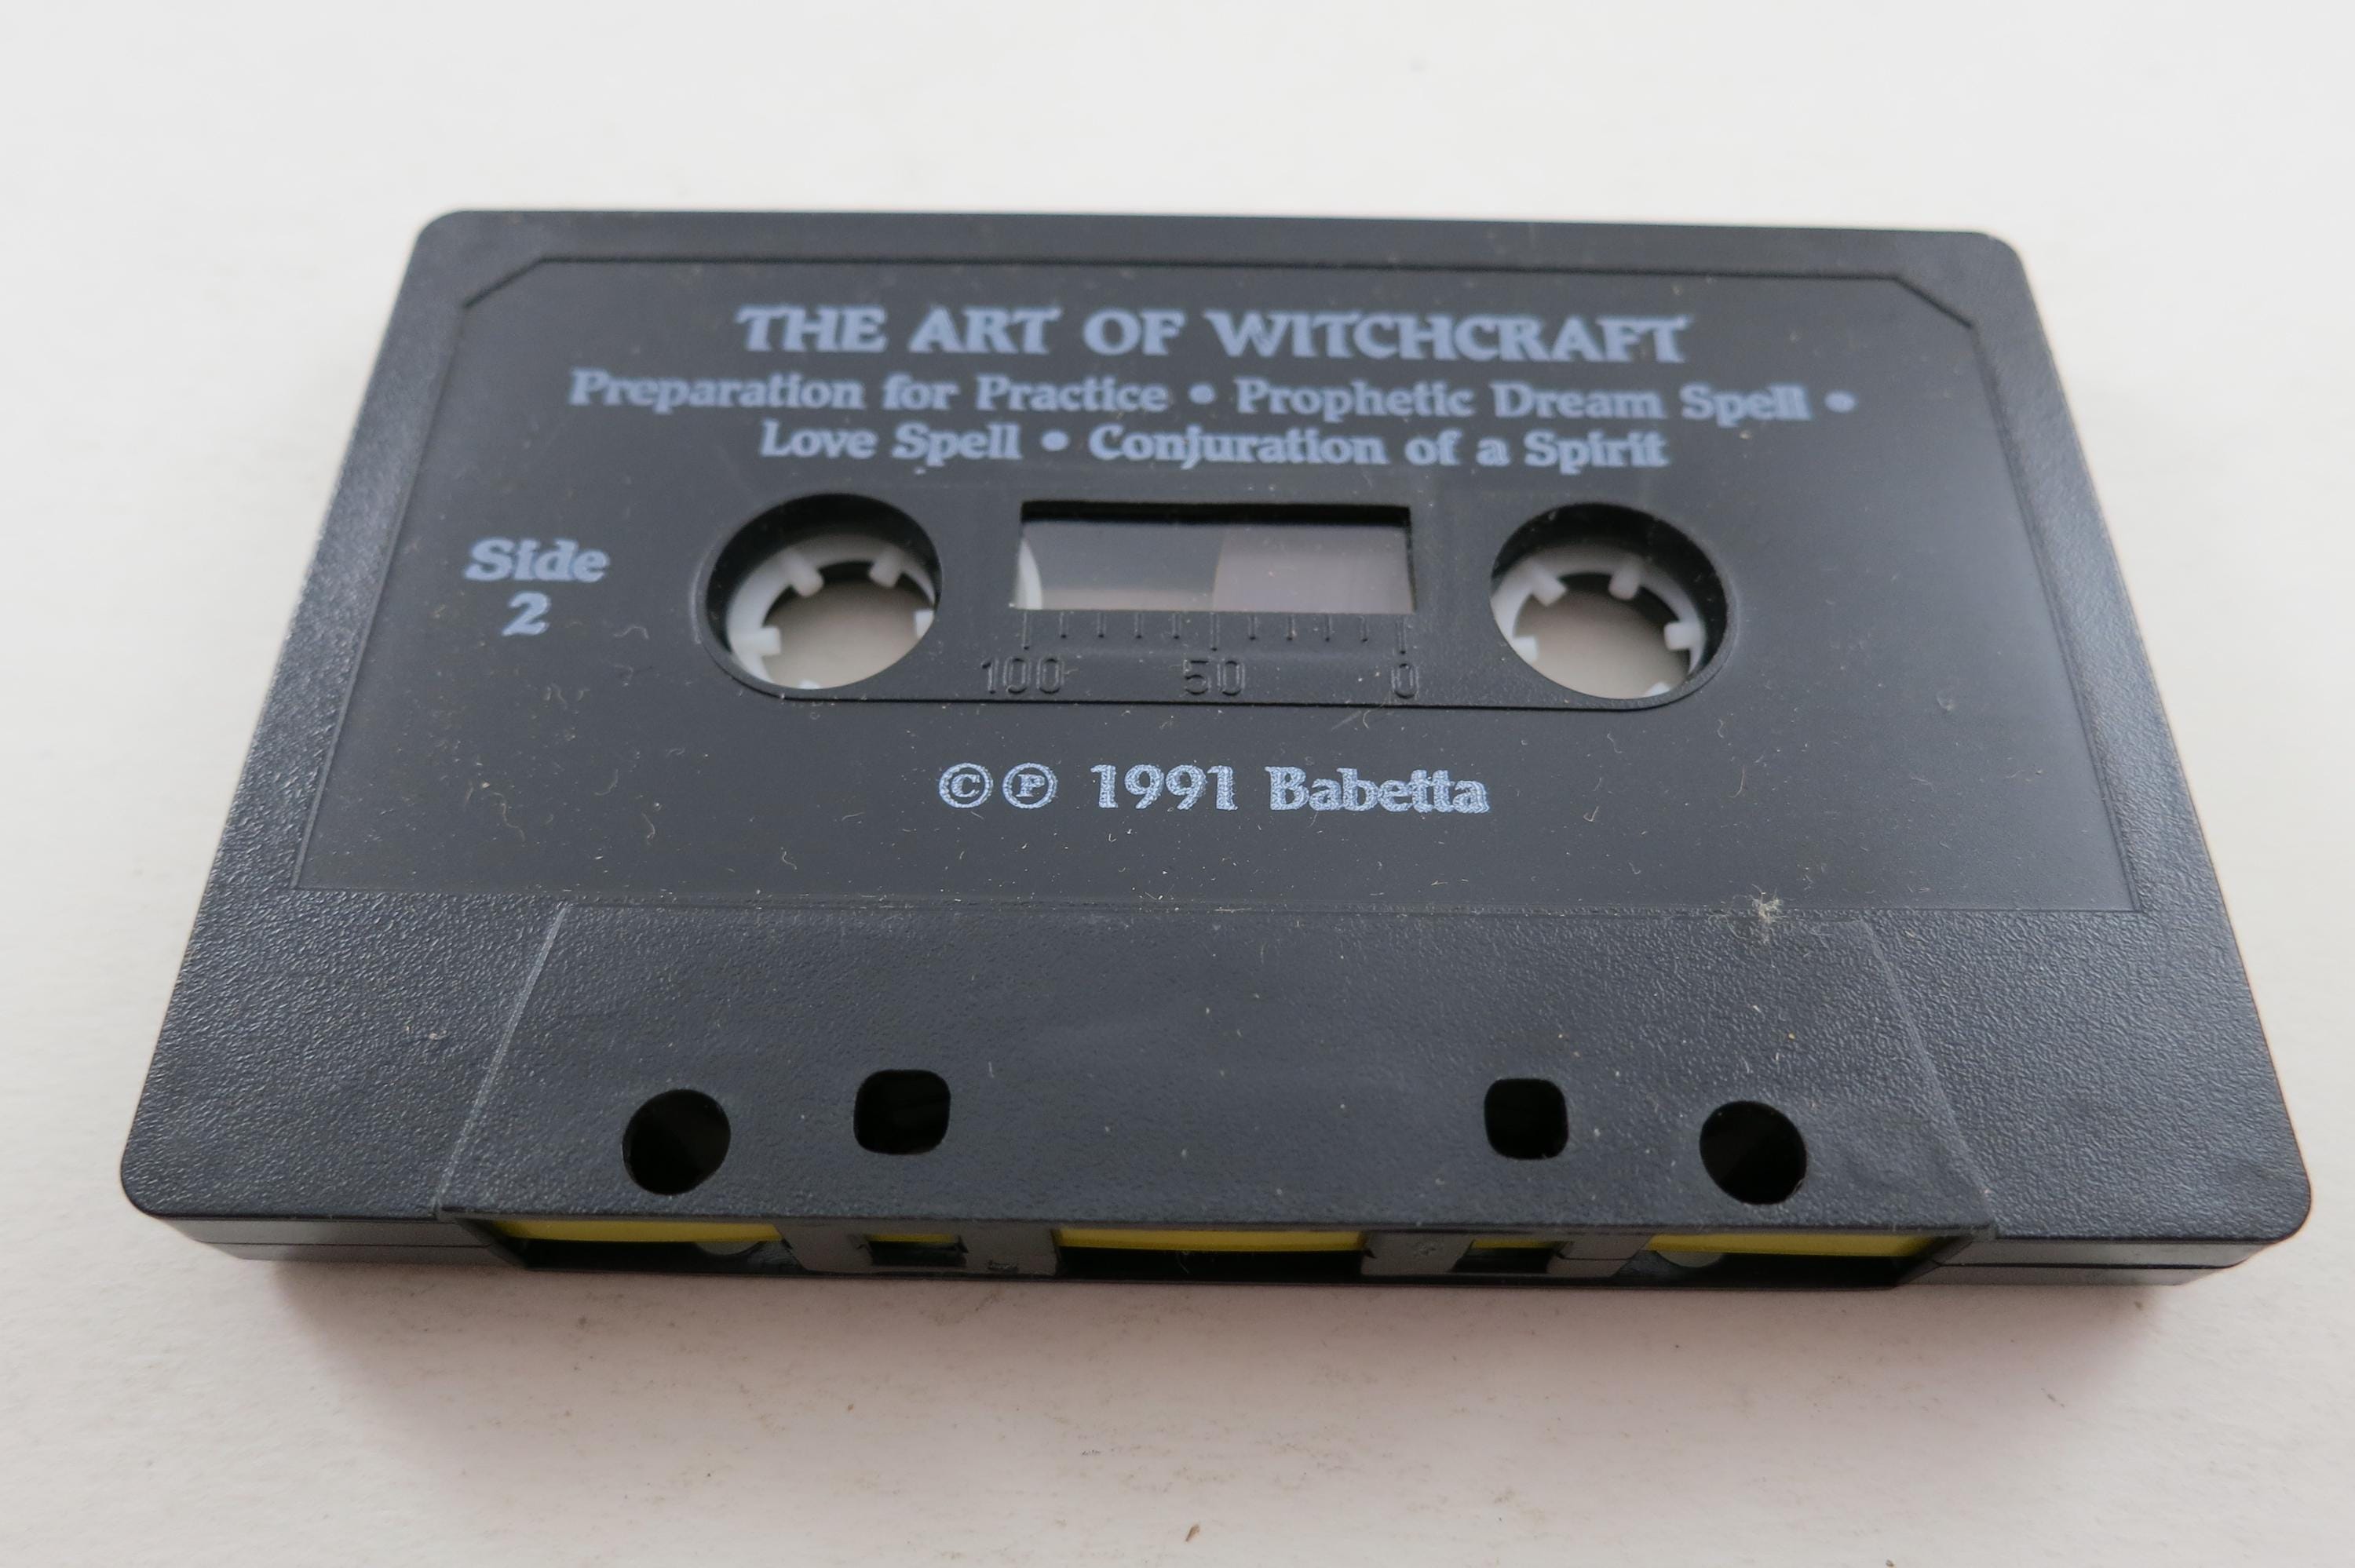 THE ART OF WITCHCRAFT
Preparation for Practice • Prophetic Dream Spell •
Love Spell • Conjuration of a Spirit
Side
2
100 50 0
©℗ 1991 Babetta